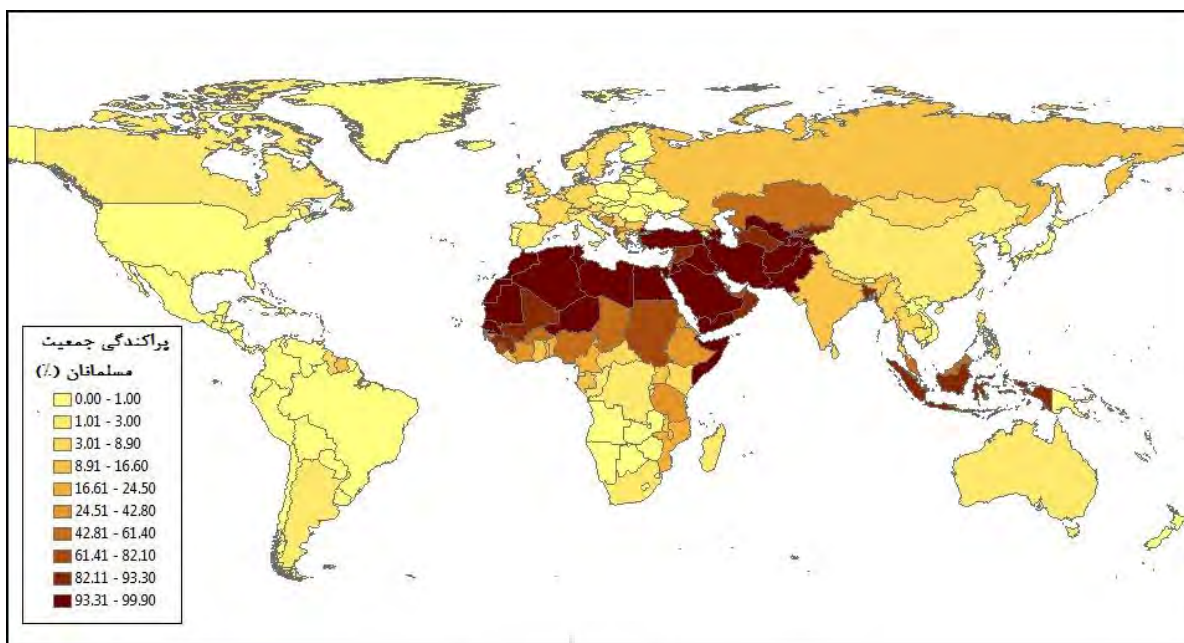 پراکندگی جمعیت
مسلمانان (٪)
0.00 - 1.00
1.01 - 3.00
3.01 - 8.90
8.91 - 16.60
16.61 - 24.50
24.51 - 42.80
42.81 - 61.40
61.41 - 82.10
82.11 - 93.30
93.31 - 99.90